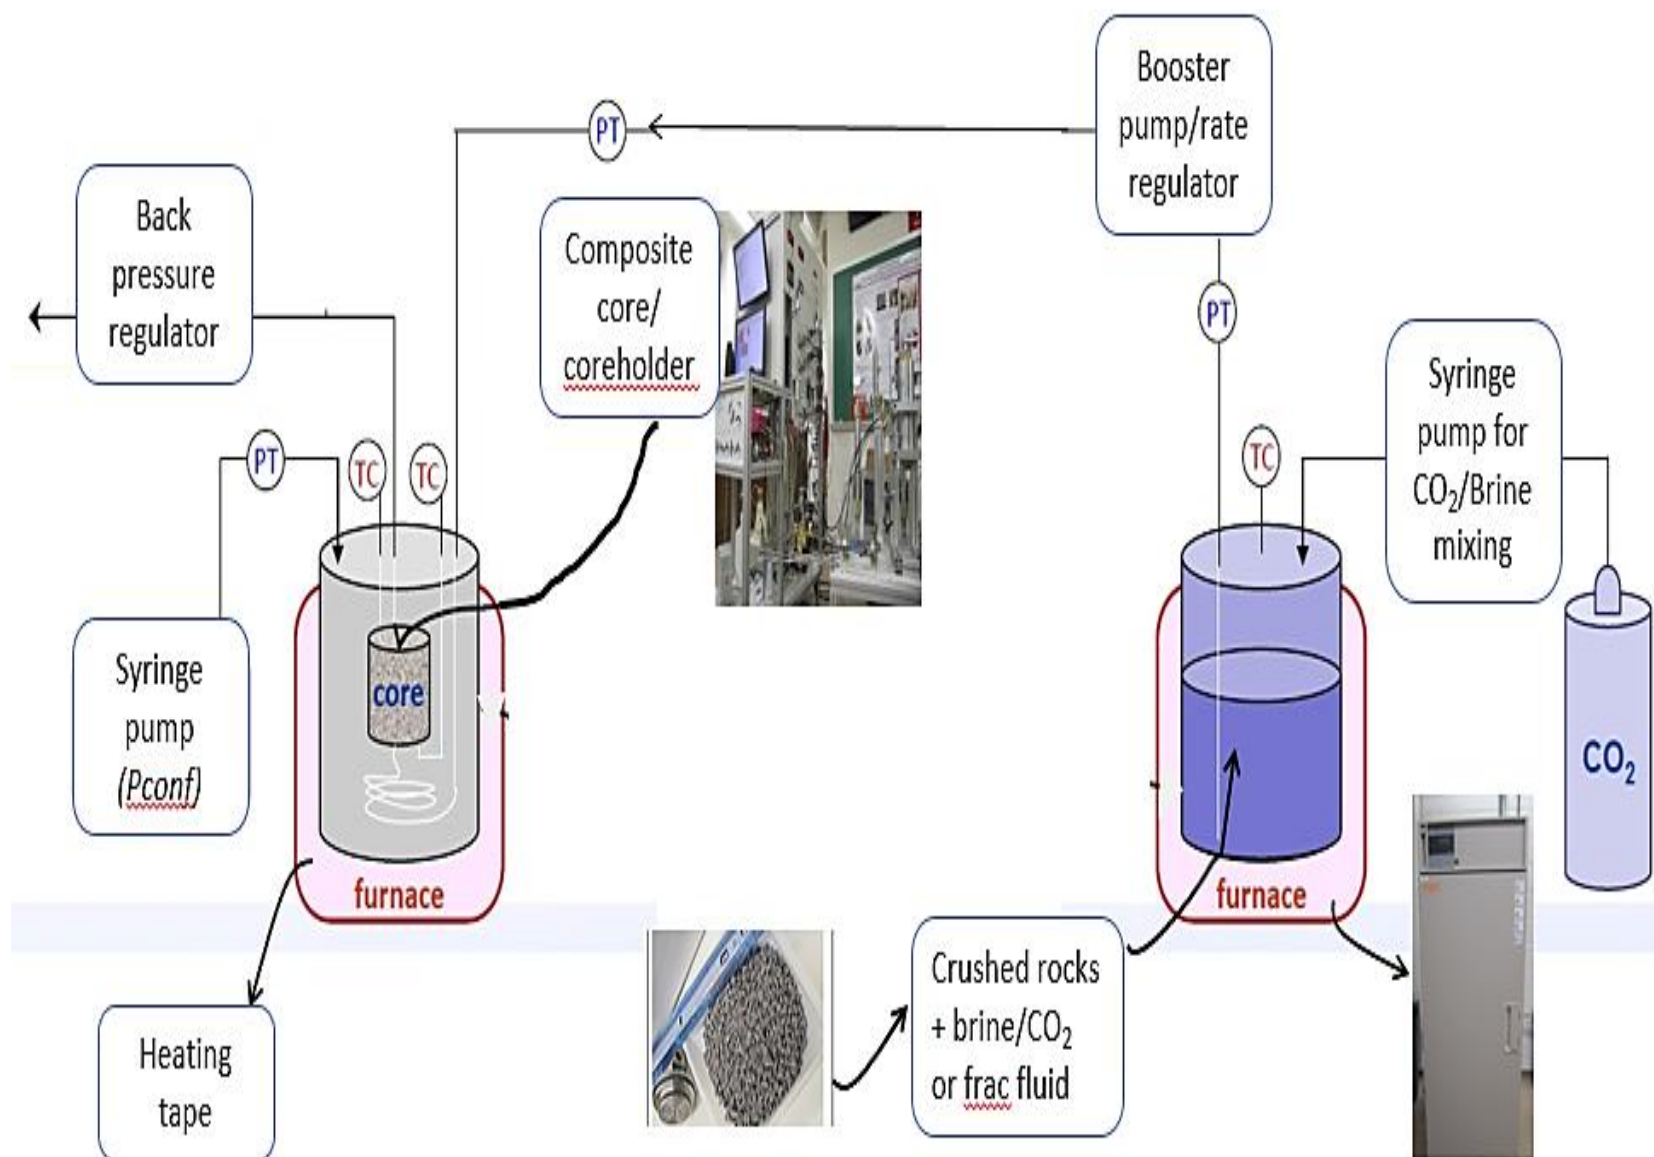 Booster
pump/rate
regulator
PT
Back
pressure
regulator
Composite
core/
coreholder
PT
Syringe
pump for
CO₂/Brine
mixing
PT
TC
TC
TC
Syringe
pump
(Pconf)
core
CO₂
furnace
furnace
Crushed rocks
+ brine/CO₂
or frac fluid
Heating
tape